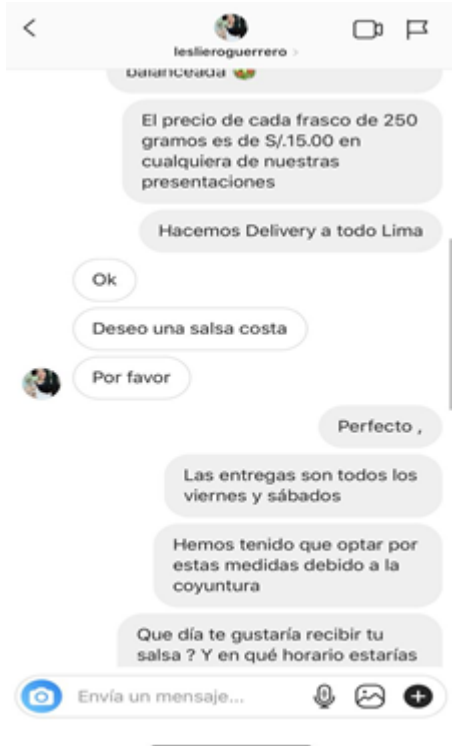 leslieroguerrero
balanceada
El precio de cada frasco de 250
gramos es de S/.15.00 en
cualquiera de nuestras
presentaciones
Hacemos Delivery a todo Lima
Ok
Deseo una salsa costa
Por favor
Perfecto ,
Las entregas son todos los
viernes y sábados
Hemos tenido que optar por
estas medidas debido a la
coyuntura
Que día te gustaría recibir tu
salsa ? Y en qué horario estarías
Envía un mensaje...